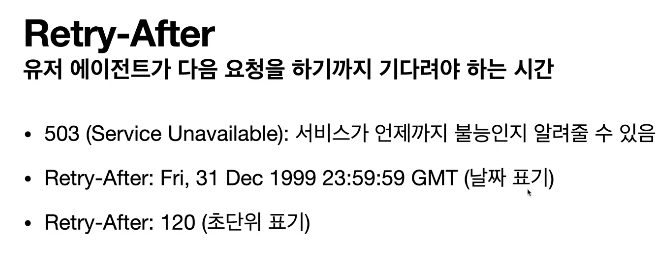 Retry-After
유저 에이전트가 다음 요청을 하기까지 기다려야 하는 시간
• 503 (Service Unavailable): 서비스가 언제까지 불능인지 알려줄 수 있음
• Retry-After: Fri, 31 Dec 1999 23:59:59 GMT (날짜 표기)
• Retry-After: 120 (초단위 표기)